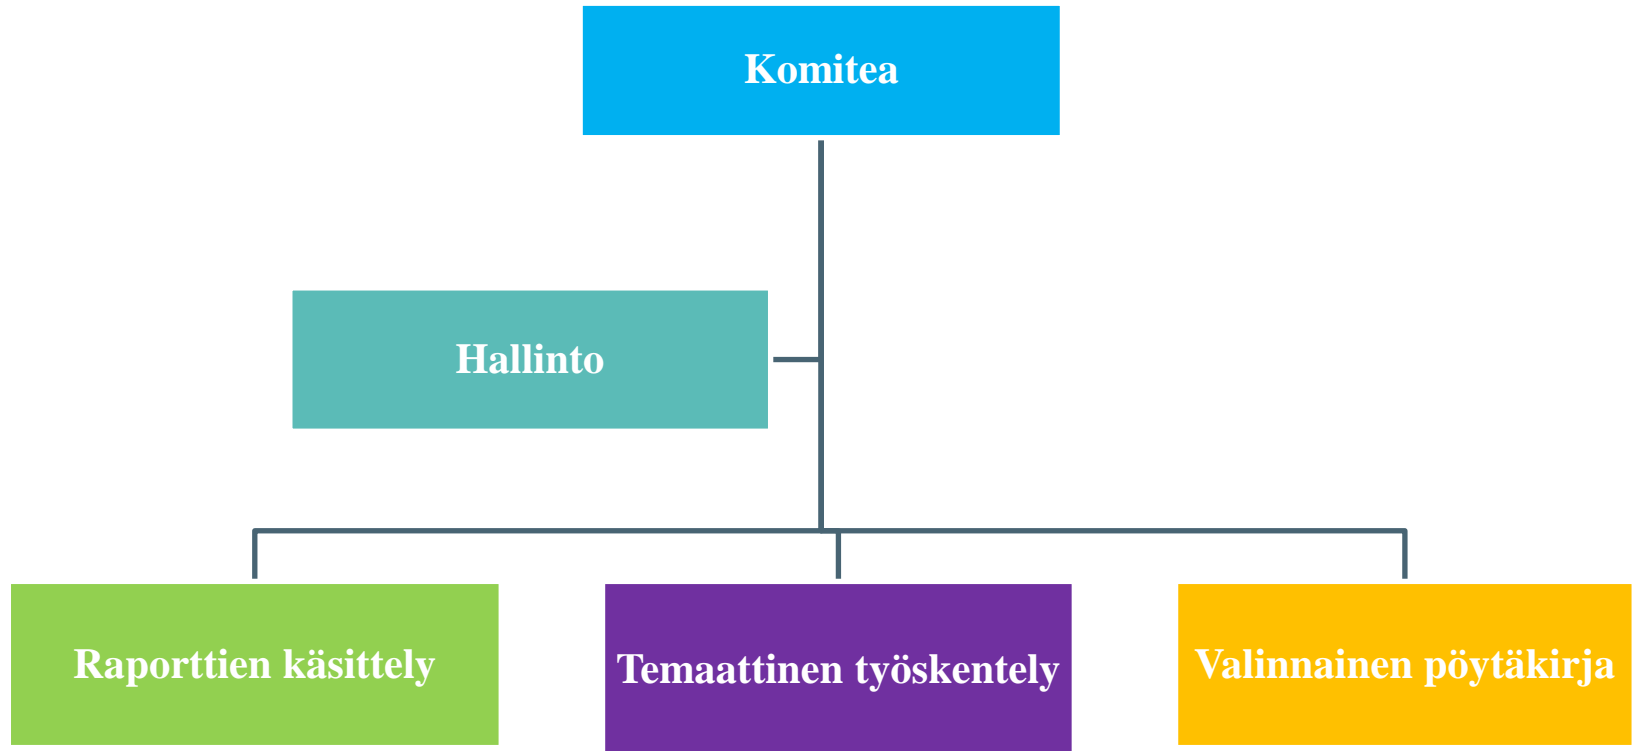 Komitea
Hallinto
Raporttien käsittely
Temaattinen työskentely
Valinnainen pöytäkirja